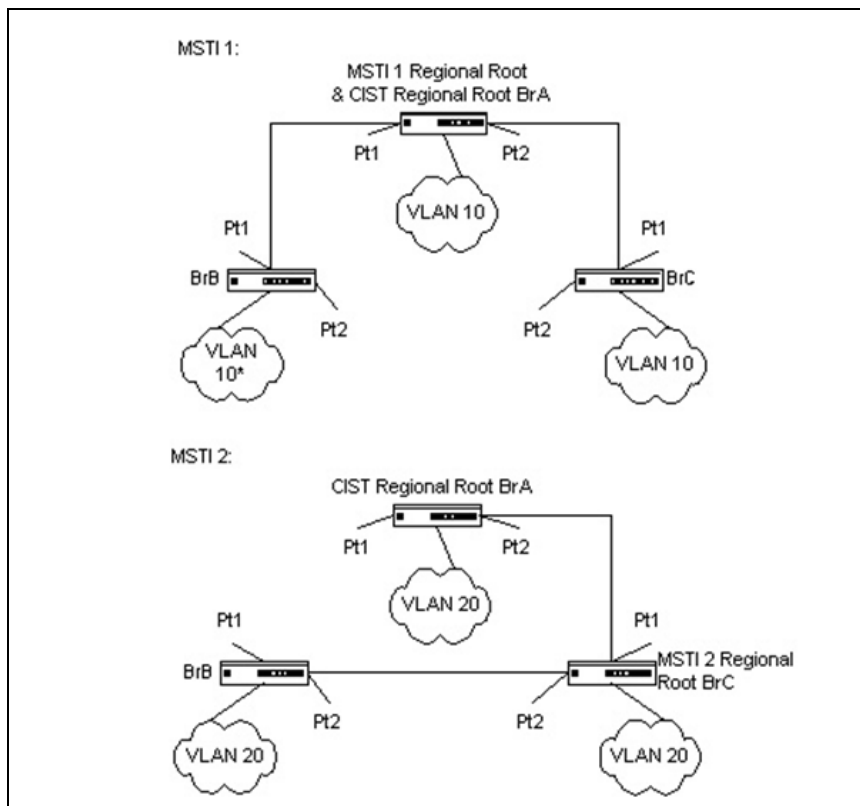 MSTI 1:
MSTI 1 Regional Root
& CIST Regional Root BrA
Pt1
Pt2
VLAN 10
Pt1
Pt1
BrB
BrC
Pt2
Pt2
VLAN
10*
VLAN 10
MSTI 2:
CIST Regional Root BrA
Pt1
Pt2
VLAN 20
Pt1
Pt1
BrB
MSTI 2 Regional
Root BrC
Pt2
Pt2
VLAN 20
VLAN 20